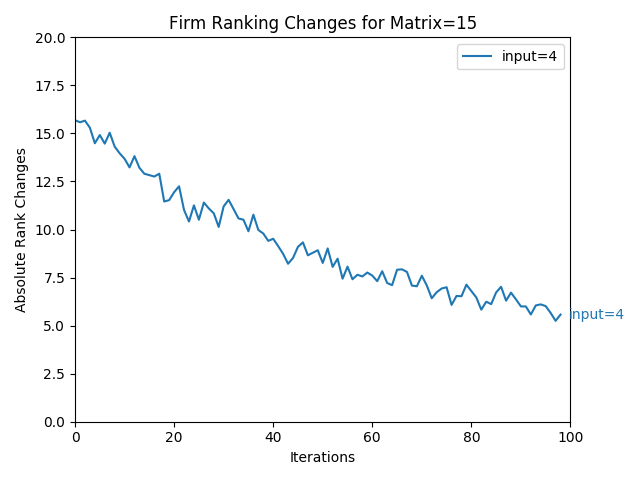 Firm Ranking Changes for Matrix=15
Absolute Rank Changes
20.0
17.5
15.0
12.5
10.0
7.5
5.0
2.5
0.0
input=4
input=4
0 20 40 60 80 100
Iterations